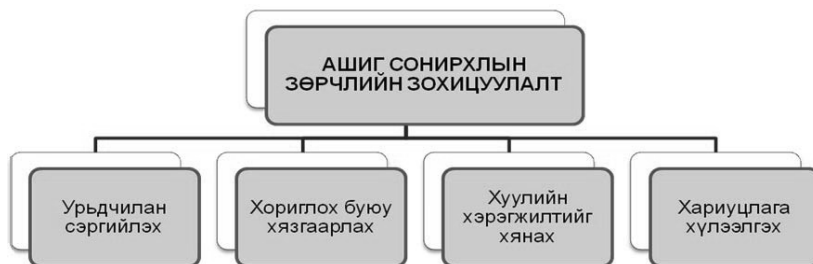 АШИГ СОНИРХЛЫН
ЗӨРЧЛИЙН ЗОХИЦУУЛАЛТ
Урьдчилан
сэргийлэх
Хориглох буюу
хязгаарлах
Хуулийн
хэрэгжилтийг
хянах
Хариуцлага
хүлээлгэх